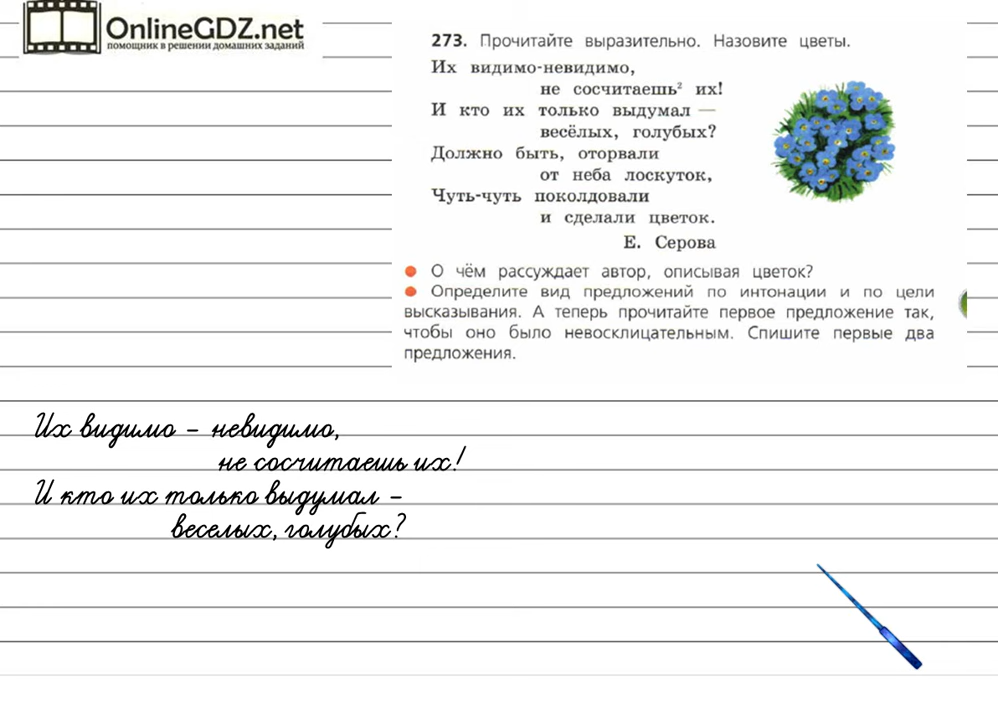 OnlineGDZ.net
помощник в решении домашних заданий
273. Прочитайте выразительно. Назовите цветы.
Их видимо-невидимо,
не сосчитаешь² их!
И кто их только выдумал —
весёлых, голубых?
Должно быть, оторвали
от неба лоскуток,
Чуть-чуть поколдовали
и сделали цветок.
Е. Серова
● О чём рассуждает автор, описывая цветок?
● Определите вид предложений по интонации и по цели
высказывания. А теперь прочитайте первое предложение так,
чтобы оно было невосклицательным. Спишите первые два
предложения.
Их видимо - невидимо,
не сосчитаешь их!
И кто их только выдумал -
веселых, голубых?